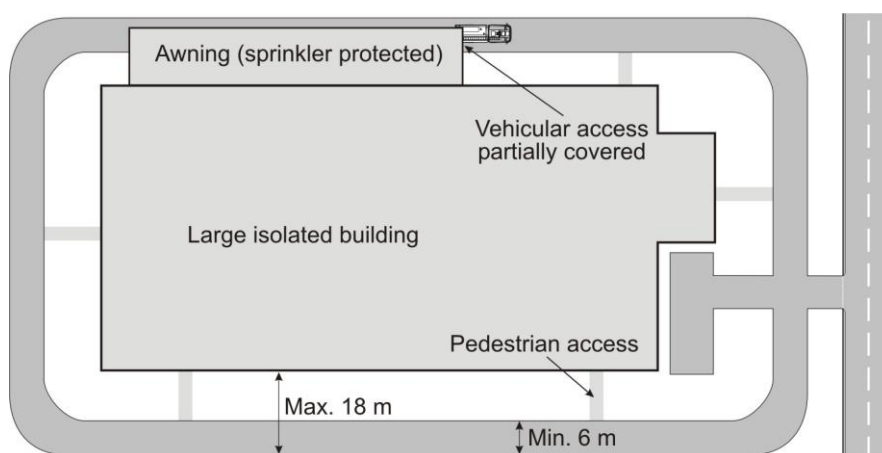 Awning (sprinkler protected)
Vehicular access
partially covered
Large isolated building
Pedestrian access
Max. 18 m
Min. 6 m